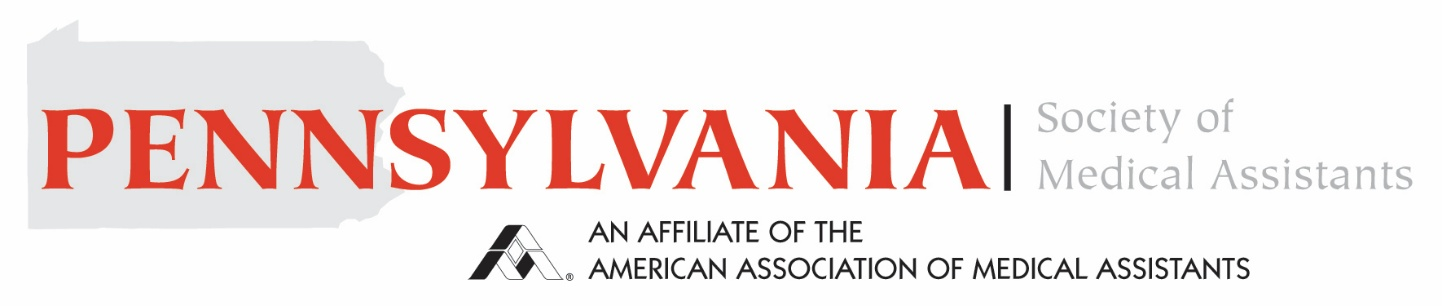 PENNSYLVANIA
Society of
Medical Assistants
AN AFFILIATE OF THE
AMERICAN ASSOCIATION OF MEDICAL ASSISTANTS